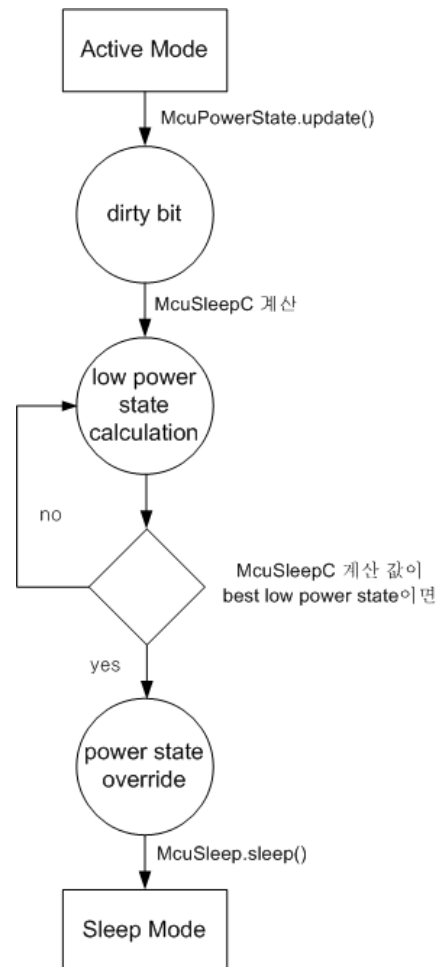 Active Mode
McuPowerState.update()
dirty bit
McuSleepC 계산
low power
state
calculation
no
McuSleepC 계산 값이
best low power state이면
yes
power state
override
McuSleep.sleep()
Sleep Mode